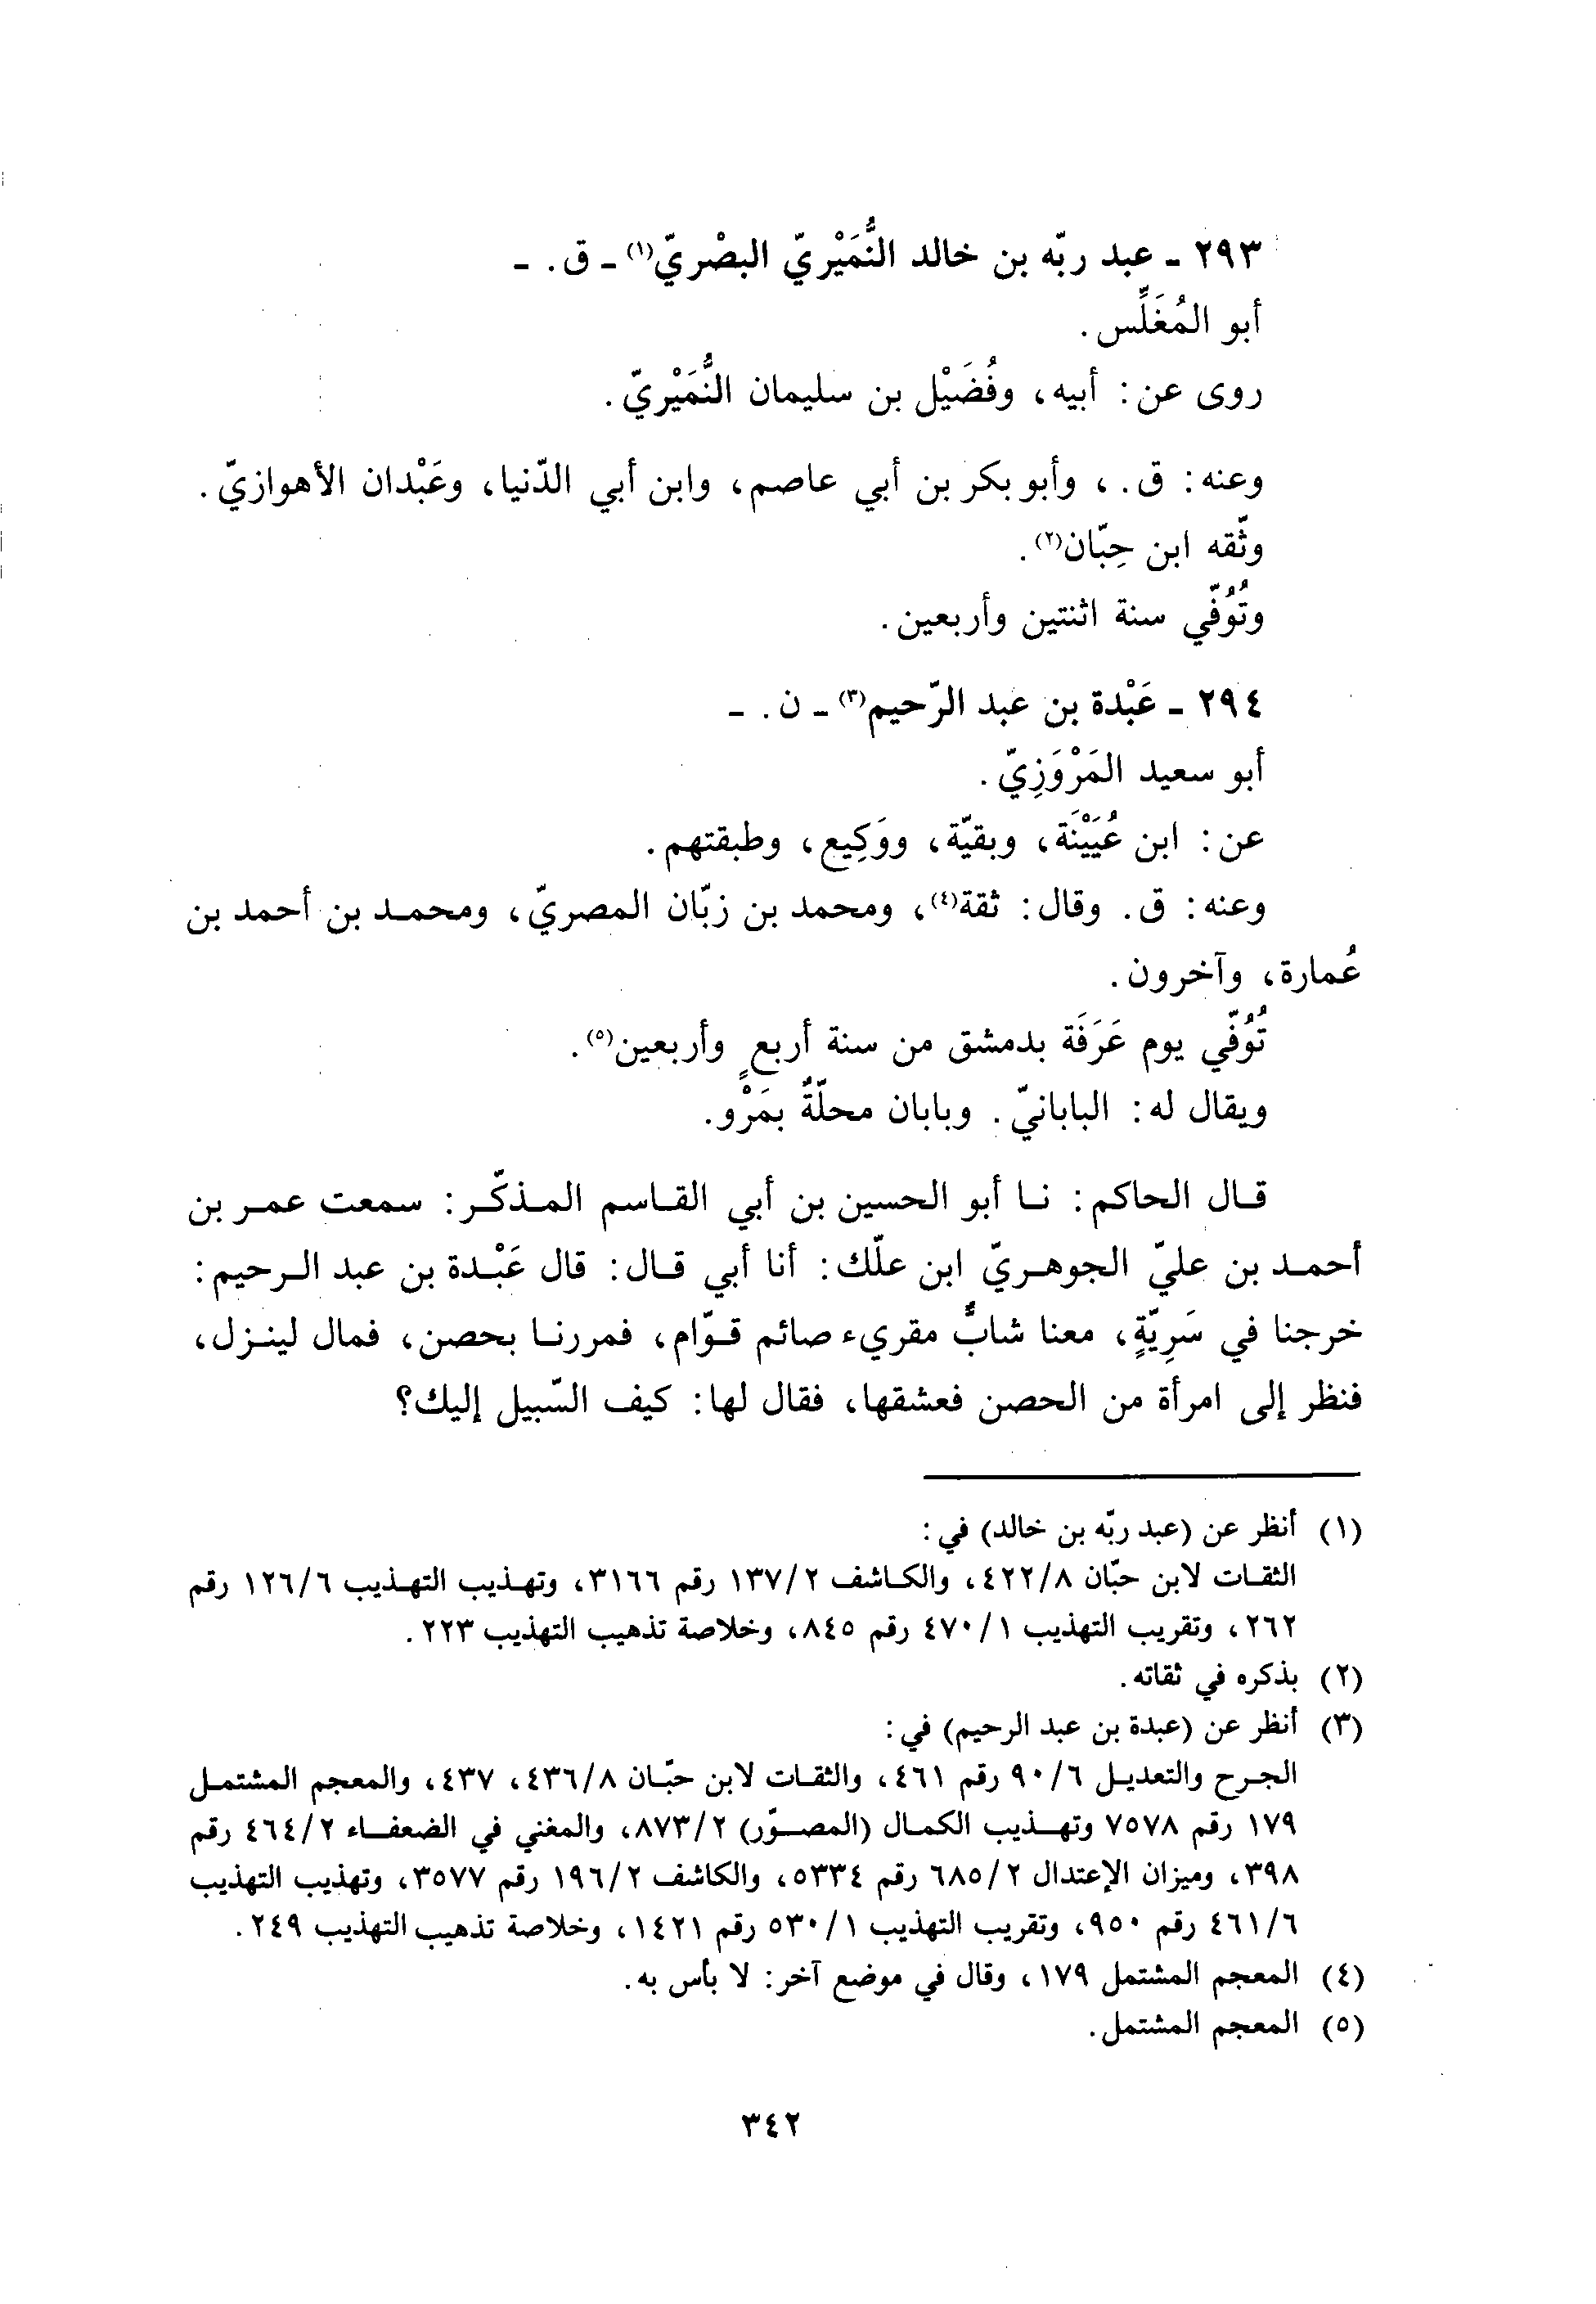 ٢٩٣ - عبد ربّه بن خالد النُّمَيْريّ البصْريّ(١) - ق. -
أبو المُغَلِّس.
روى عن: أبيه، وفُضَيْل بن سليمان النُّمَيْريّ.
وعنه: ق.، وأبو بكر بن أبي عاصم، وابن أبي الدّنيا، وعَبْدان الأهوازيّ.
وثّقه ابن حِبّان(٢).
وتُوُفّي سنة اثنتين وأربعين.
٢٩٤ - عَبْدة بن عبد الرّحيم(٣) - ن. -
أبو سعيد المَرْوَزِيّ.
عن: ابن عُيَيْنَة، وبقيّة، ووَكِيع، وطبقتهم.
وعنه: ق. وقال: ثقة(٤)، ومحمد بن زبّان المصريّ، ومحمد بن أحمد بن
عُمارة، وآخرون.
تُوُفّي يوم عَرَفَة بدمشق من سنة أربعٍ وأربعين(٥).
ويقال له: البابانيّ. وبابان محلّةٌ بمَرْو.
قال الحاكم: نا أبو الحسين بن أبي القاسم المذكّر: سمعت عمر بن
أحمد بن عليّ الجوهريّ ابن علّك: أنا أبي قال: قال عَبْدة بن عبد الرحيم:
خرجنا في سَرِيّةٍ، معنا شابٌّ مقريء صائم قوّام، فمررنا بحصن، فمال لينزل،
فنظر إلى امرأة من الحصن فعشقها، فقال لها: كيف السّبيل إليك؟
(١) أنظر عن (عبد ربّه بن خالد) في:
الثقات لابن حبّان ٤٢٢/٨، والكاشف ١٣٧/٢ رقم ٣١٦٦، وتهذيب التهذيب ١٢٦/٦ رقم
٢٦٢، وتقريب التهذيب ٤٧٠/١ رقم ٨٤٥، وخلاصة تذهيب التهذيب ٢٢٣.
(٢) بذكره في ثقاته.
(٣) أنظر عن (عبدة بن عبد الرحيم) في:
الجرح والتعديل ٩٠/٦ رقم ٤٦١، والثقات لابن حبّان ٤٣٦/٨، ٤٣٧، والمعجم المشتمل
١٧٩ رقم ٧٥٧٨ وتهذيب الكمال (المصوّر) ٨٧٣/٢، والمغني في الضعفاء ٤٦٤/٢ رقم
٣٩٨، وميزان الإعتدال ٦٨٥/٢ رقم ٥٣٣٤، والكاشف ١٩٦/٢ رقم ٣٥٧٧، وتهذيب التهذيب
٤٦١/٦ رقم ٩٥٠، وتقريب التهذيب ٥٣٠/١ رقم ١٤٢١، وخلاصة تذهيب التهذيب ٢٤٩.
(٤) المعجم المشتمل ١٧٩، وقال في موضع آخر: لا بأس به.
(٥) المعجم المشتمل.
٣٤٢